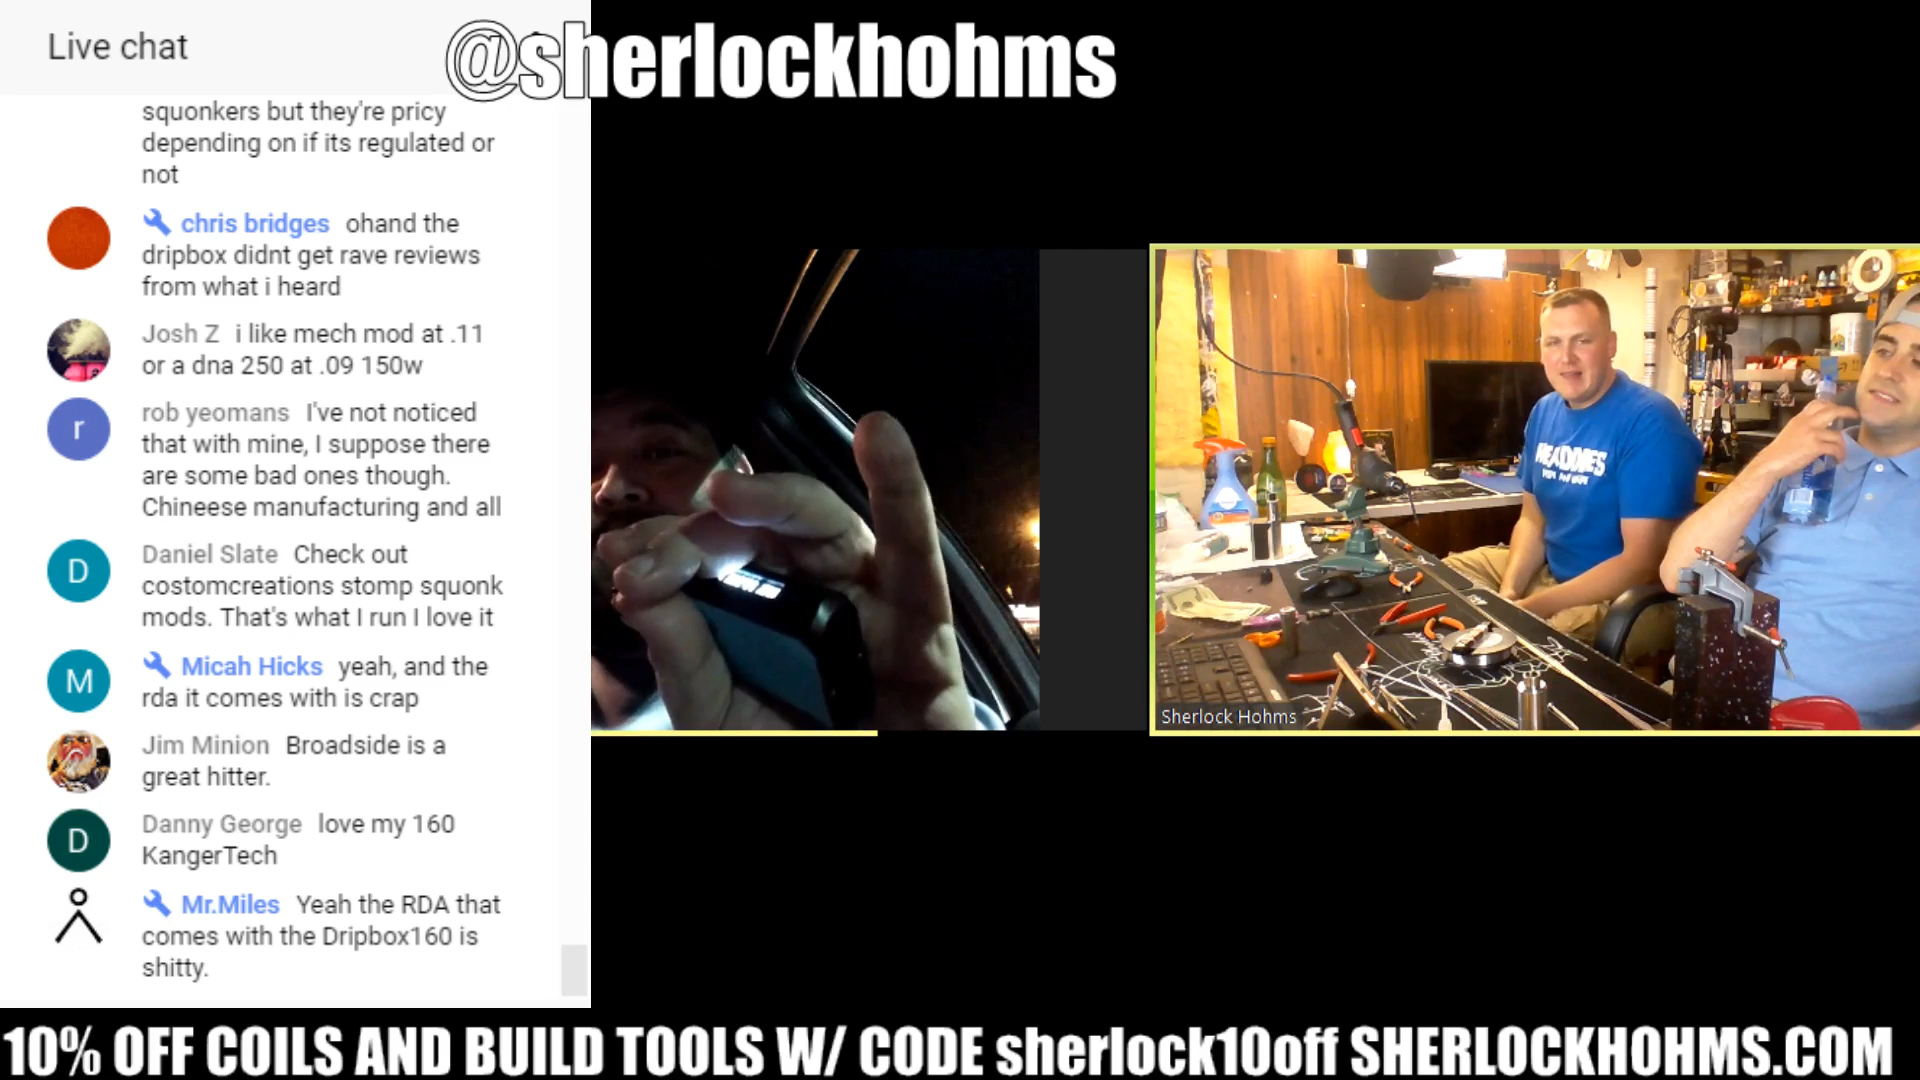 Live chat
@sherlockhohms
squonkers but they're pricy
depending on if its regulated or
not
chris bridges ohand the
dripbox didnt get rave reviews
from what i heard
Josh Z i like mech mod at .11
or a dna 250 at .09 150w
r
rob yeomans I've not noticed
that with mine, I suppose there
are some bad ones though.
Chineese manufacturing and all
D
Daniel Slate Check out
costomcreations stomp squonk
mods. That's what I run I love it
M
Micah Hicks yeah, and the
rda it comes with is crap
Jim Minion Broadside is a
great hitter.
D
Danny George love my 160
KangerTech
Mr.Miles Yeah the RDA that
comes with the Dripbox160 is
shitty.
Sherlock Hohms
10% OFF COILS AND BUILD TOOLS W/ CODE sherlock10off SHERLOCKHOHMS.COM